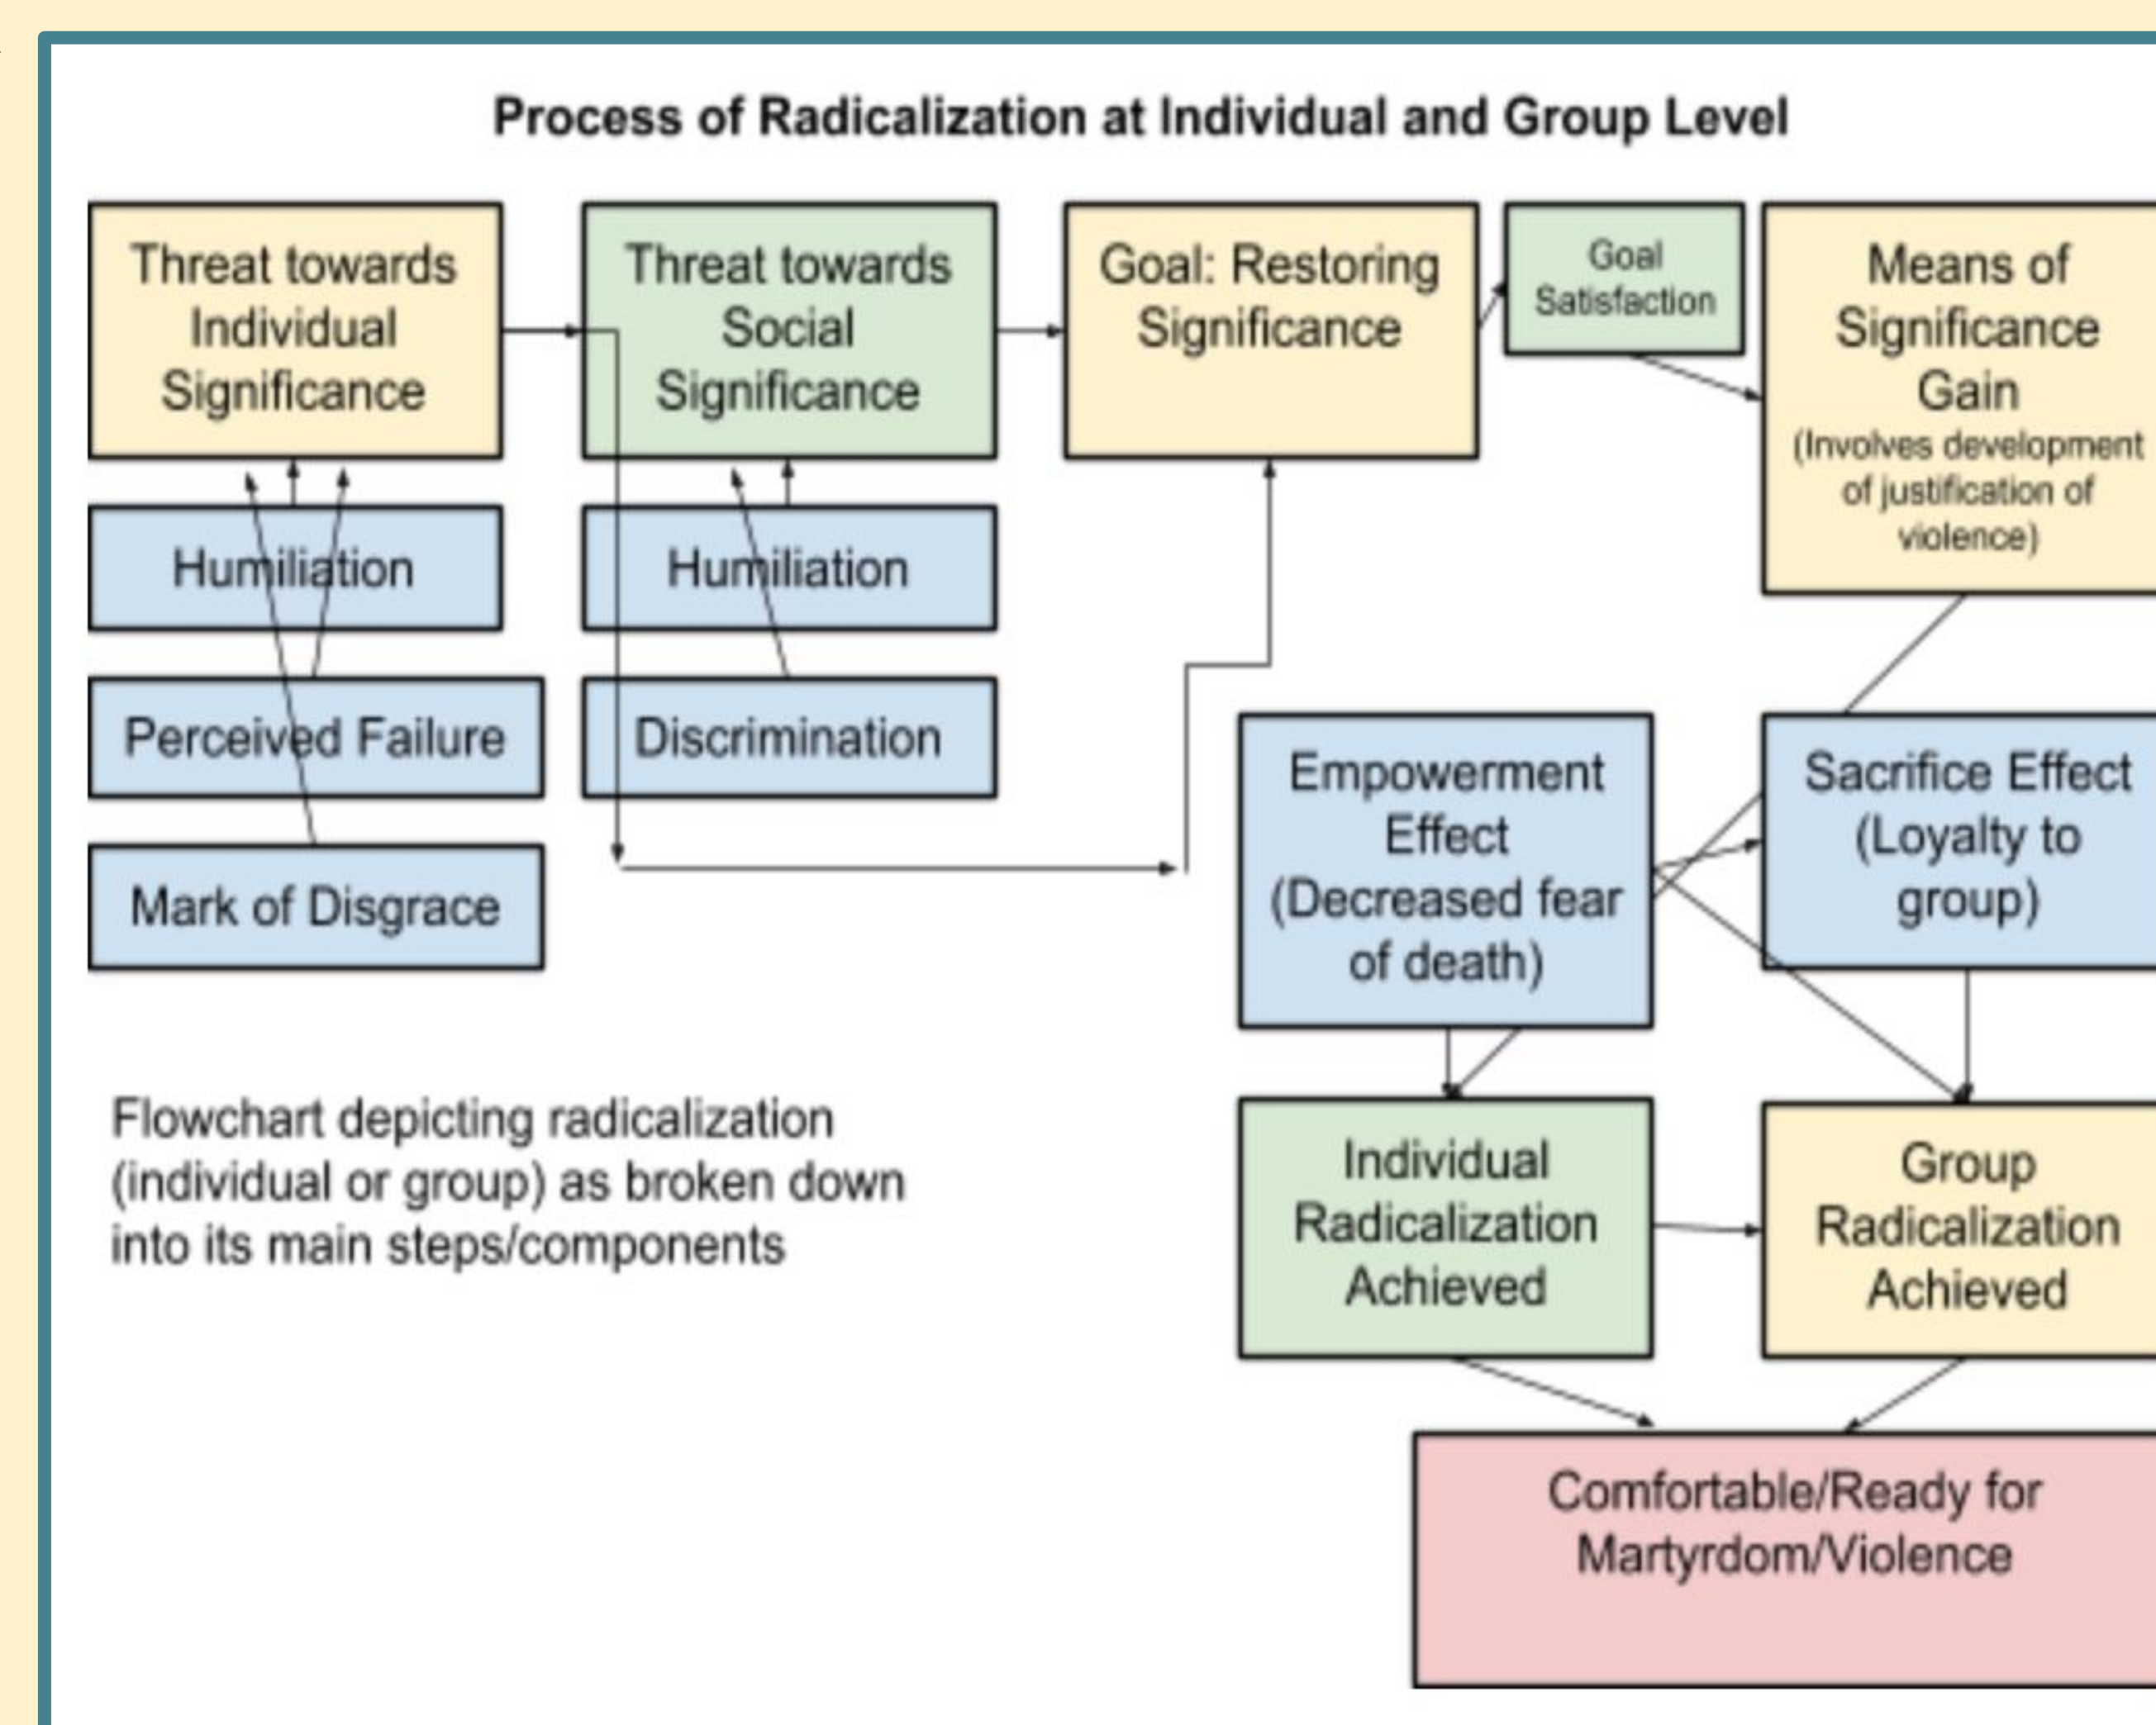 Process of Radicalization at Individual and Group Level
Threat towards
Individual
Significance
Threat towards
Social
Significance
Goal: Restoring
Significance
Goal
Satisfaction
Means of
Significance
Gain
(Involves development
of justification of
violence)
Humiliation
Humiliation
Perceived Failure
Discrimination
Mark of Disgrace
Empowerment
Effect
(Decreased fear
of death)
Sacrifice Effect
(Loyalty to
group)
Flowchart depicting radicalization
(individual or group) as broken down
into its main steps/components
Individual
Radicalization
Achieved
Group
Radicalization
Achieved
Comfortable/Ready for
Martyrdom/Violence